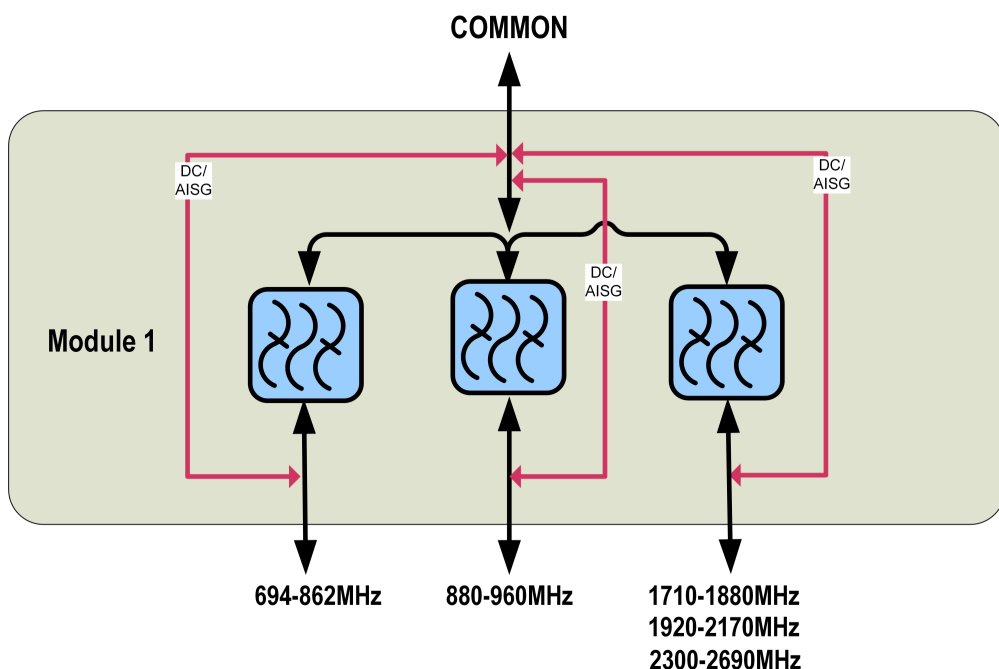 COMMON
DC/
AISG
DC/
AISG
DC/
AISG
Module 1
694-862MHz
880-960MHz
1710-1880MHz
1920-2170MHz
2300-2690MHz